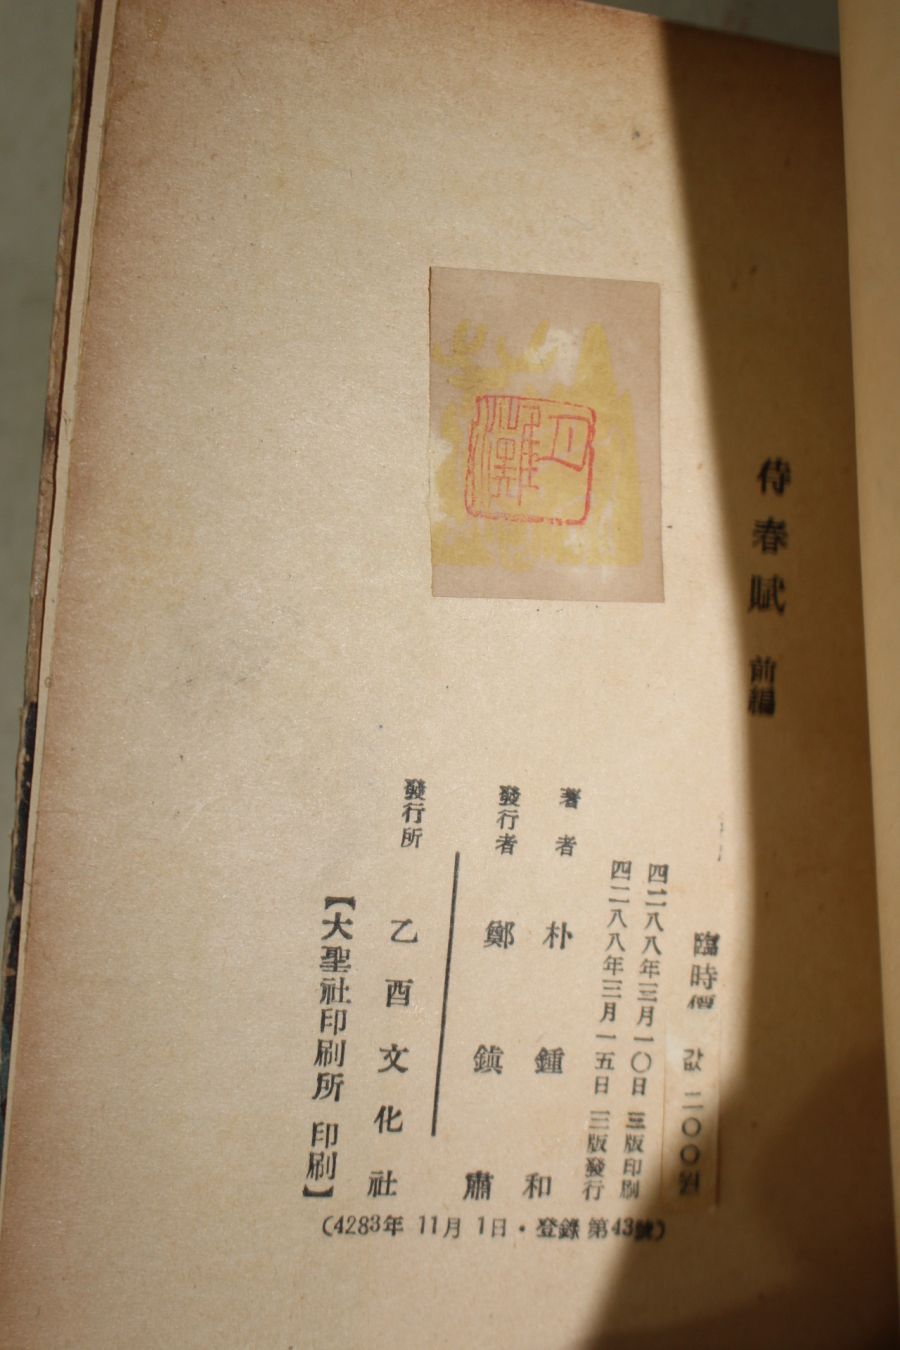 待春賦 前編
臨時價 값 二〇〇원
四二八八年三月一〇日 三版印刷
四二八八年三月一五日 三版發行
著者 朴鍾和
發行者 鄭鎭肅
發行所 乙酉文化社
【大聖社印刷所 印刷】
(4283年 11月 1日·登錄 第43號)
月灘